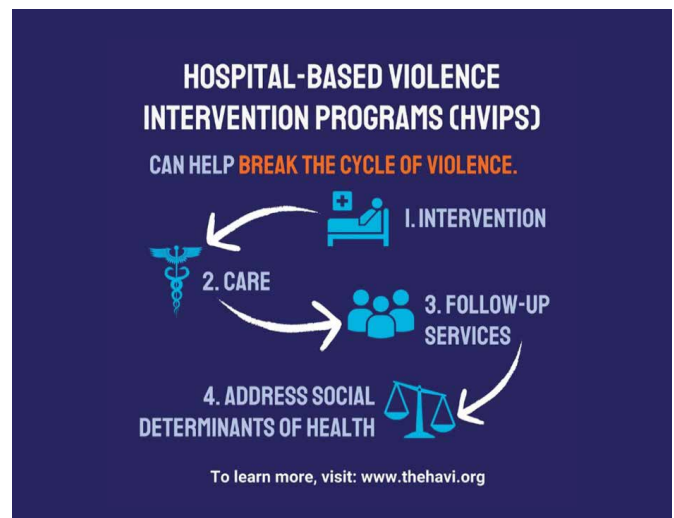 HOSPITAL-BASED VIOLENCE
INTERVENTION PROGRAMS (HVIPS)
CAN HELP BREAK THE CYCLE OF VIOLENCE.
1. INTERVENTION
2. CARE
3. FOLLOW-UP
SERVICES
4. ADDRESS SOCIAL
DETERMINANTS OF HEALTH
To learn more, visit: www.thehavi.org